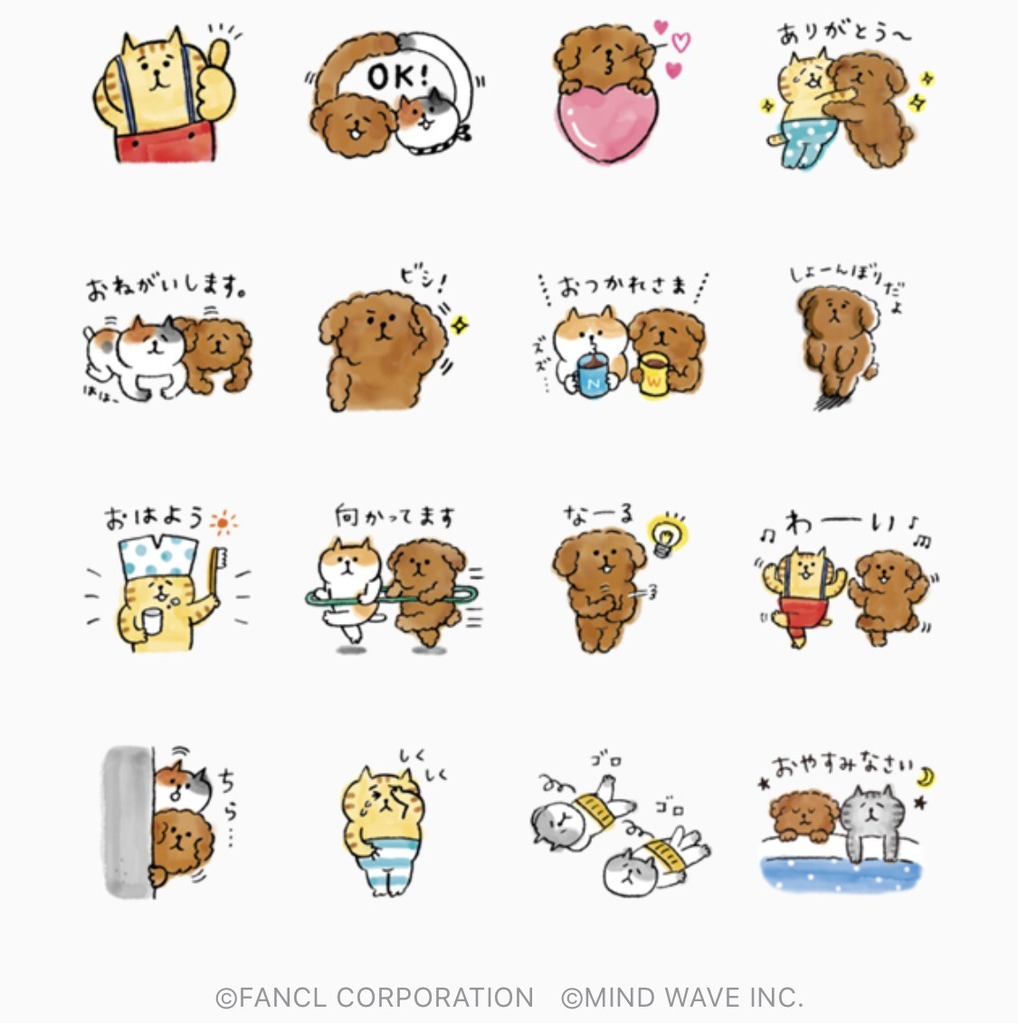 OK!
ありがとう〜
おねがいします。
はは、
ビシ!
おつかれさま
ズズ…
N
W
しょーんぼりだよ
おはよう
向かってます
なーる
わーい
ちら…
しく
しく
ゴロ
ゴロ
おやすみなさい
©FANCL CORPORATION ©MIND WAVE INC.